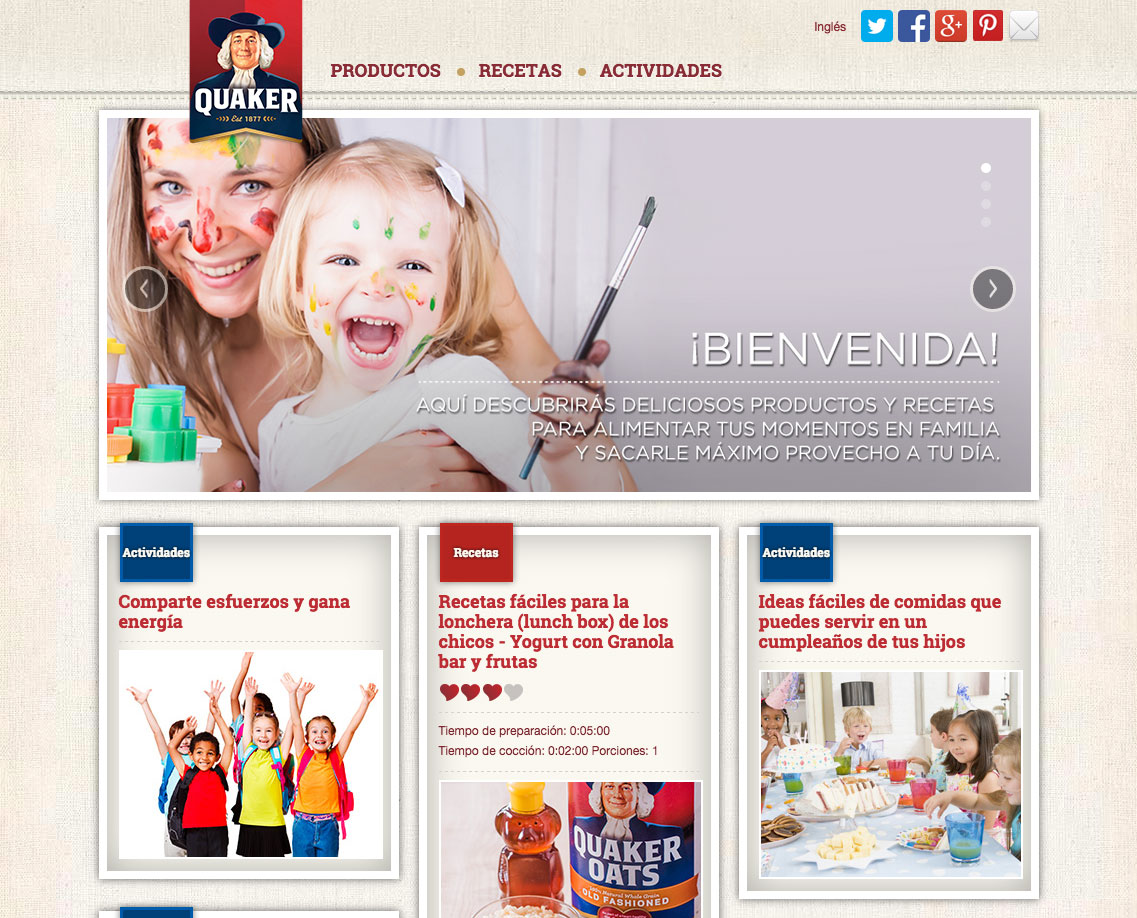 Inglés
QUAKER
Est 1877
PRODUCTOS • RECETAS • ACTIVIDADES
¡BIENVENIDA!
AQUÍ DESCUBRIRÁS DELICIOSOS PRODUCTOS Y RECETAS
PARA ALIMENTAR TUS MOMENTOS EN FAMILIA
Y SACARLE MÁXIMO PROVECHO A TU DÍA.
Actividades
Comparte esfuerzos y gana
energía
Recetas
Recetas fáciles para la
lonchera (lunch box) de los
chicos - Yogurt con Granola
bar y frutas
Tiempo de preparación: 0:05:00
Tiempo de cocción: 0:02:00 Porciones: 1
QUAKER
OATS
100% Natural Whole Grain
OLD FASHIONED
Actividades
Ideas fáciles de comidas que
puedes servir en un
cumpleaños de tus hijos